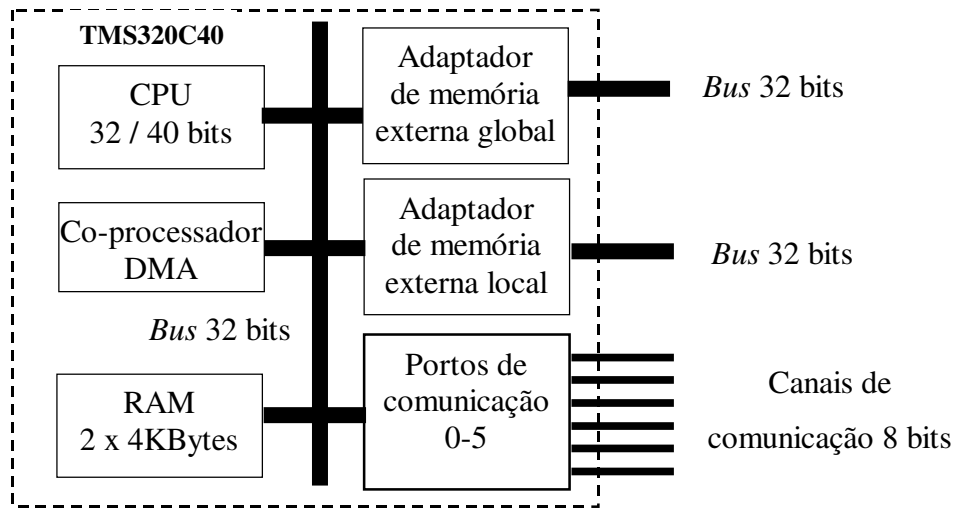 TMS320C40
CPU
32 / 40 bits
Adaptador
de memória
externa global
Bus 32 bits
Co-processador
DMA
Adaptador
de memória
externa local
Bus 32 bits
Bus 32 bits
RAM
2 x 4KBytes
Portos de
comunicação
0-5
Canais de
comunicação 8 bits